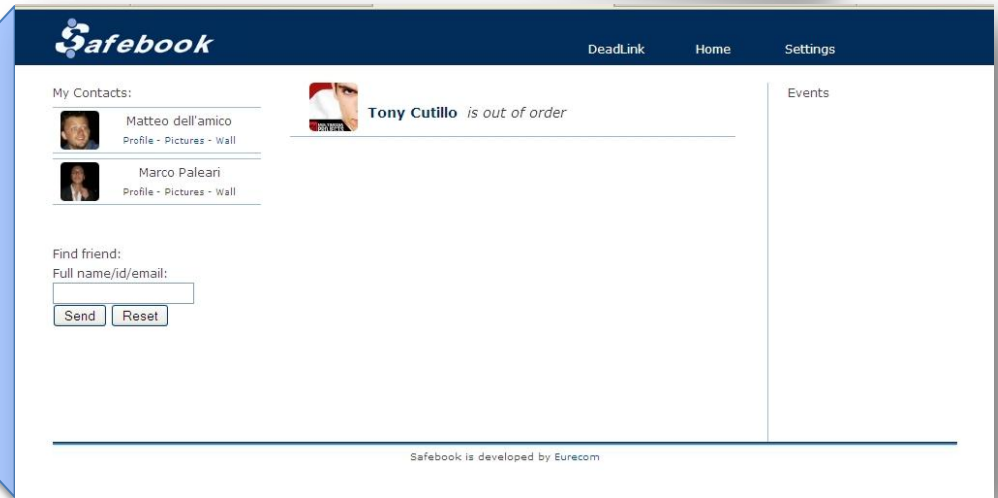 Safebook
DeadLink Home Settings
My Contacts:
Matteo dell'amico
Profile - Pictures - Wall
Marco Paleari
Profile - Pictures - Wall
Find friend:
Full name/id/email:
Send Reset
Tony Cutillo is out of order
Events
Safebook is developed by Eurecom